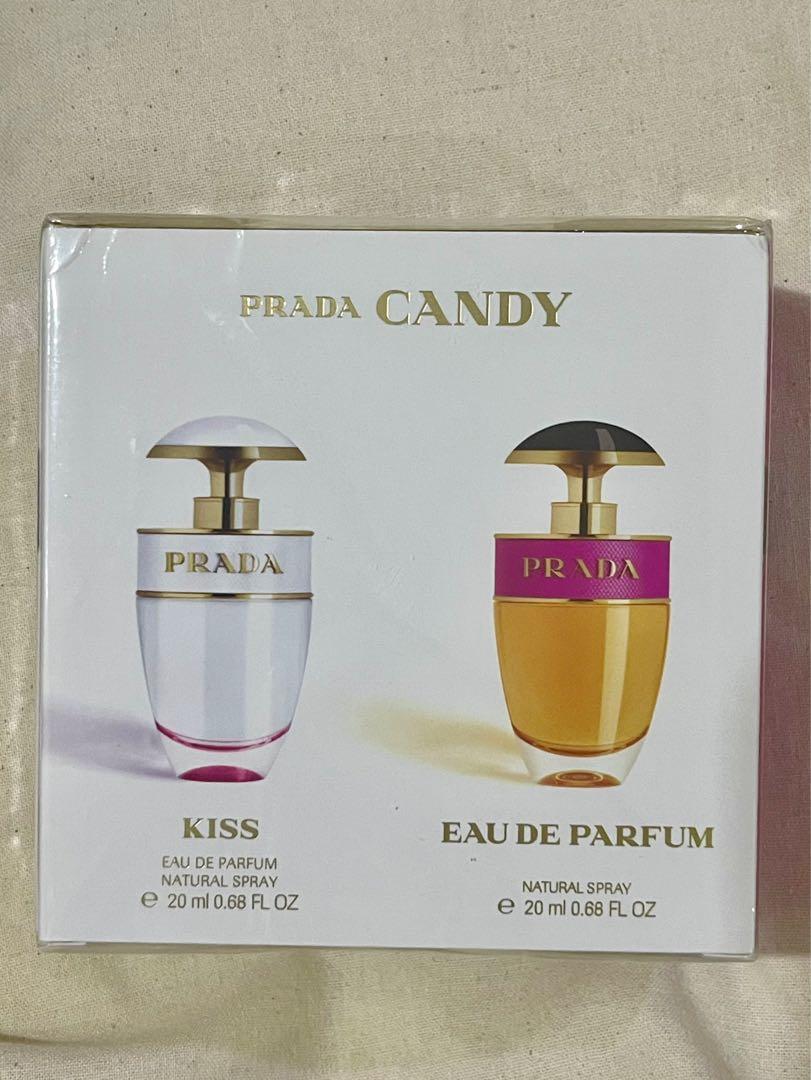 PRADA CANDY
PRADA
PRADA
KISS
EAU DE PARFUM
NATURAL SPRAY
℮ 20 ml 0.68 FL OZ
EAU DE PARFUM
NATURAL SPRAY
℮ 20 ml 0.68 FL OZ